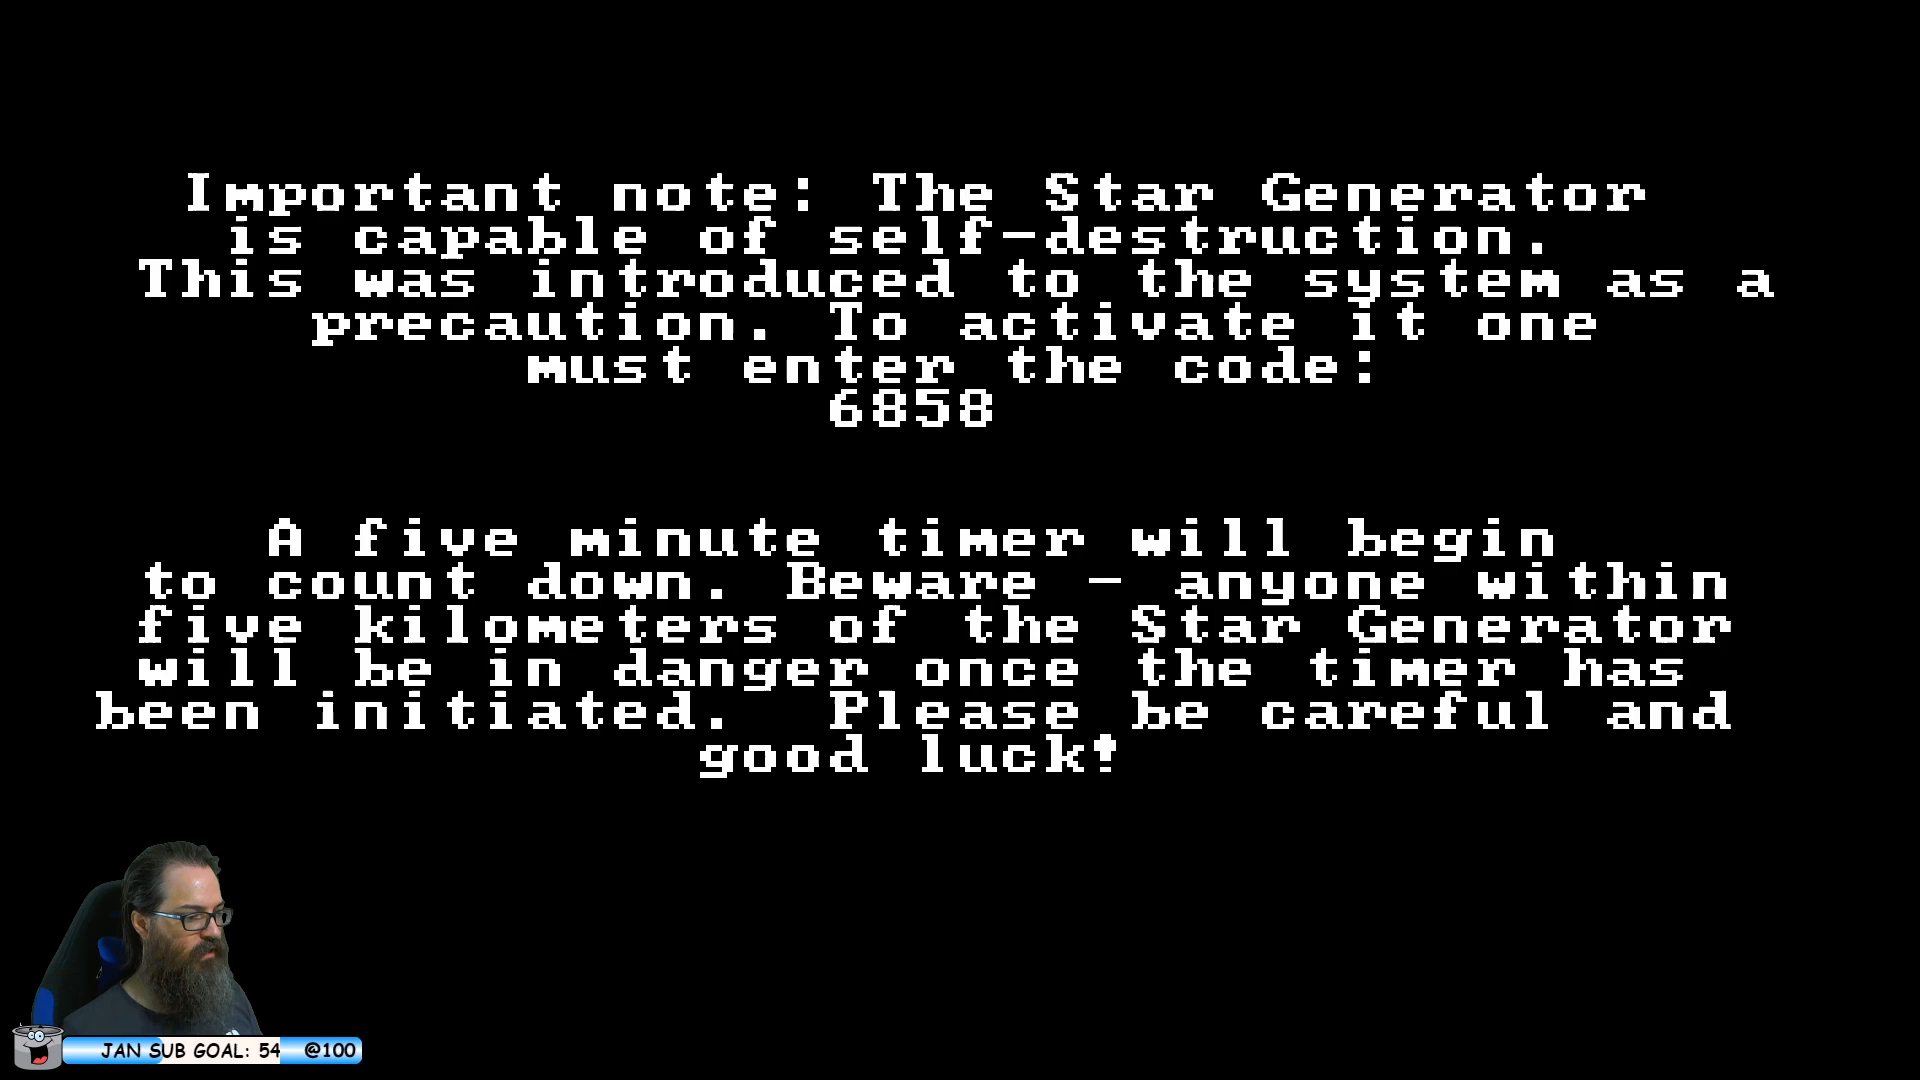 Important note: The Star Generator
is capable of self-destruction.
This was introduced to the system as a
precaution. To activate it one
must enter the code:
6858
A five minute timer will begin
to count down. Beware - anyone within
five kilometers of the Star Generator
will be in danger once the timer has
been initiated. Please be careful and
good luck!
JAN SUB GOAL: 54 @100